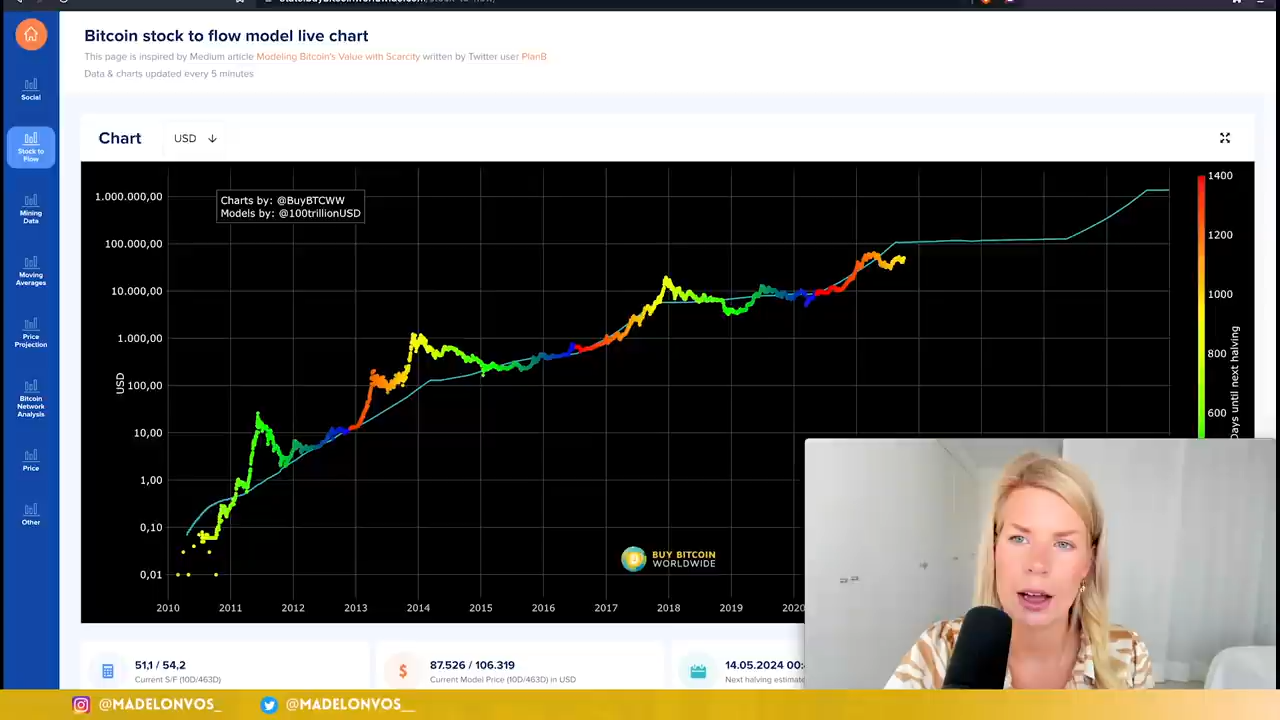 Bitcoin stock to flow model live chart
This page is inspired by Medium article Modeling Bitcoin's Value with Scarcity written by Twitter user PlanB
Data & charts updated every 5 minutes
Social
Stock to
Flow
Mining
Data
Moving
Averages
Price
Projection
Bitcoin
Network
Analysis
Price
Other
Chart
USD
Charts by: @BuyBTCWW
Models by: @100trillionUSD
1.000.000,00
100.000,00
10.000,00
1.000,00
100,00
10,00
1,00
0,10
0,01
USD
2010 2011 2012 2013 2014 2015 2016 2017 2018 2019 2020
1400
1200
1000
800
600
Days until next halving
BUY BITCOIN
WORLDWIDE
51,1 / 54,2
Current S/F (10D/463D)
$
87.526 / 106.319
Current Model Price (10D/463D) in USD
14.05.2024 00:
Next halving estimate
@MADELONVOS_ @MADELONVOS__